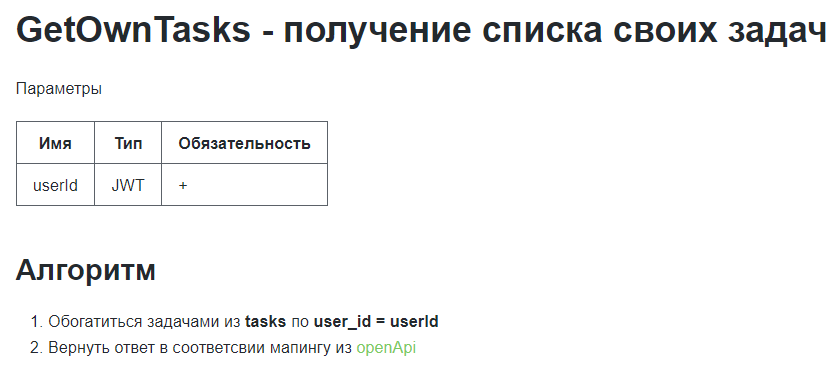 GetOwnTasks - получение списка своих задач
Параметры
Имя Тип Обязательность
userId JWT +
Алгоритм
1. Обогатиться задачами из tasks по user_id = userId
2. Вернуть ответ в соответсвии мапингу из openApi